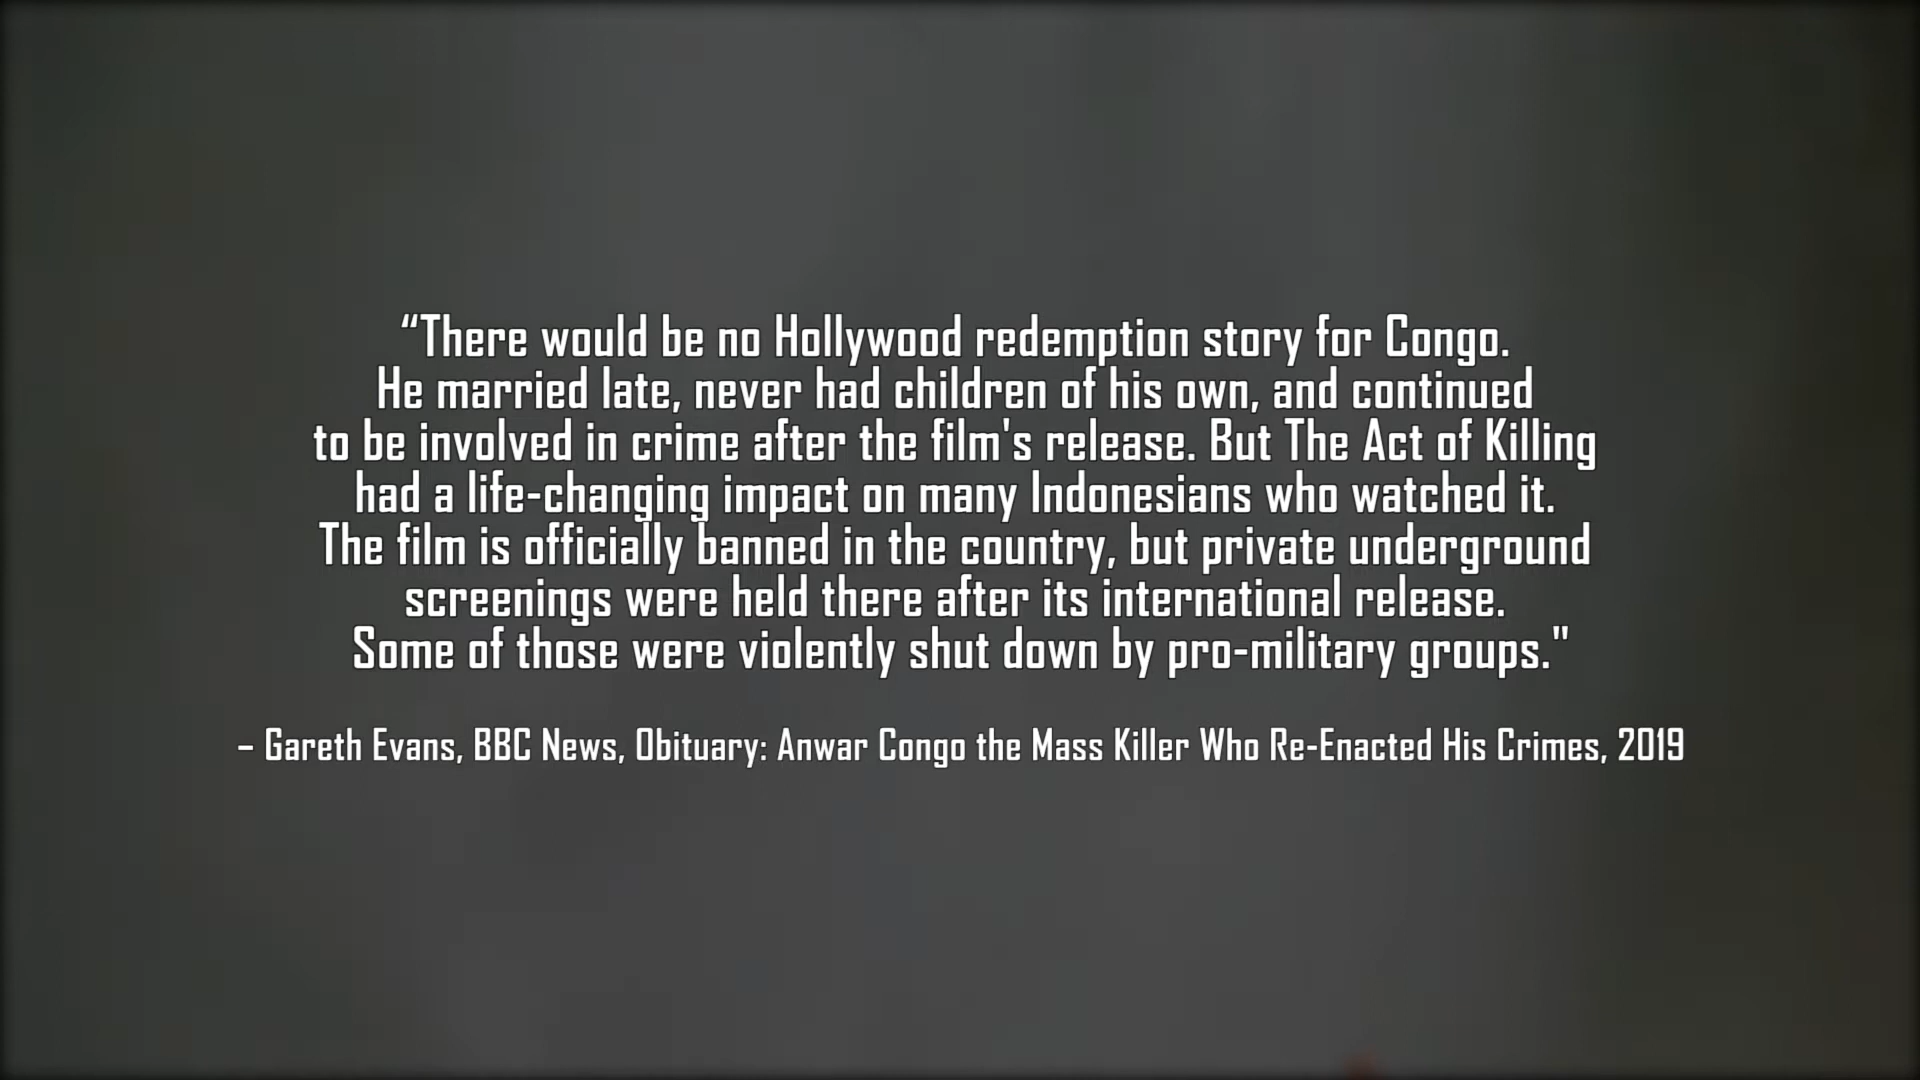 “There would be no Hollywood redemption story for Congo.
He married late, never had children of his own, and continued
to be involved in crime after the film's release. But The Act of Killing
had a life-changing impact on many Indonesians who watched it.
The film is officially banned in the country, but private underground
screenings were held there after its international release.
Some of those were violently shut down by pro-military groups."
– Gareth Evans, BBC News, Obituary: Anwar Congo the Mass Killer Who Re-Enacted His Crimes, 2019